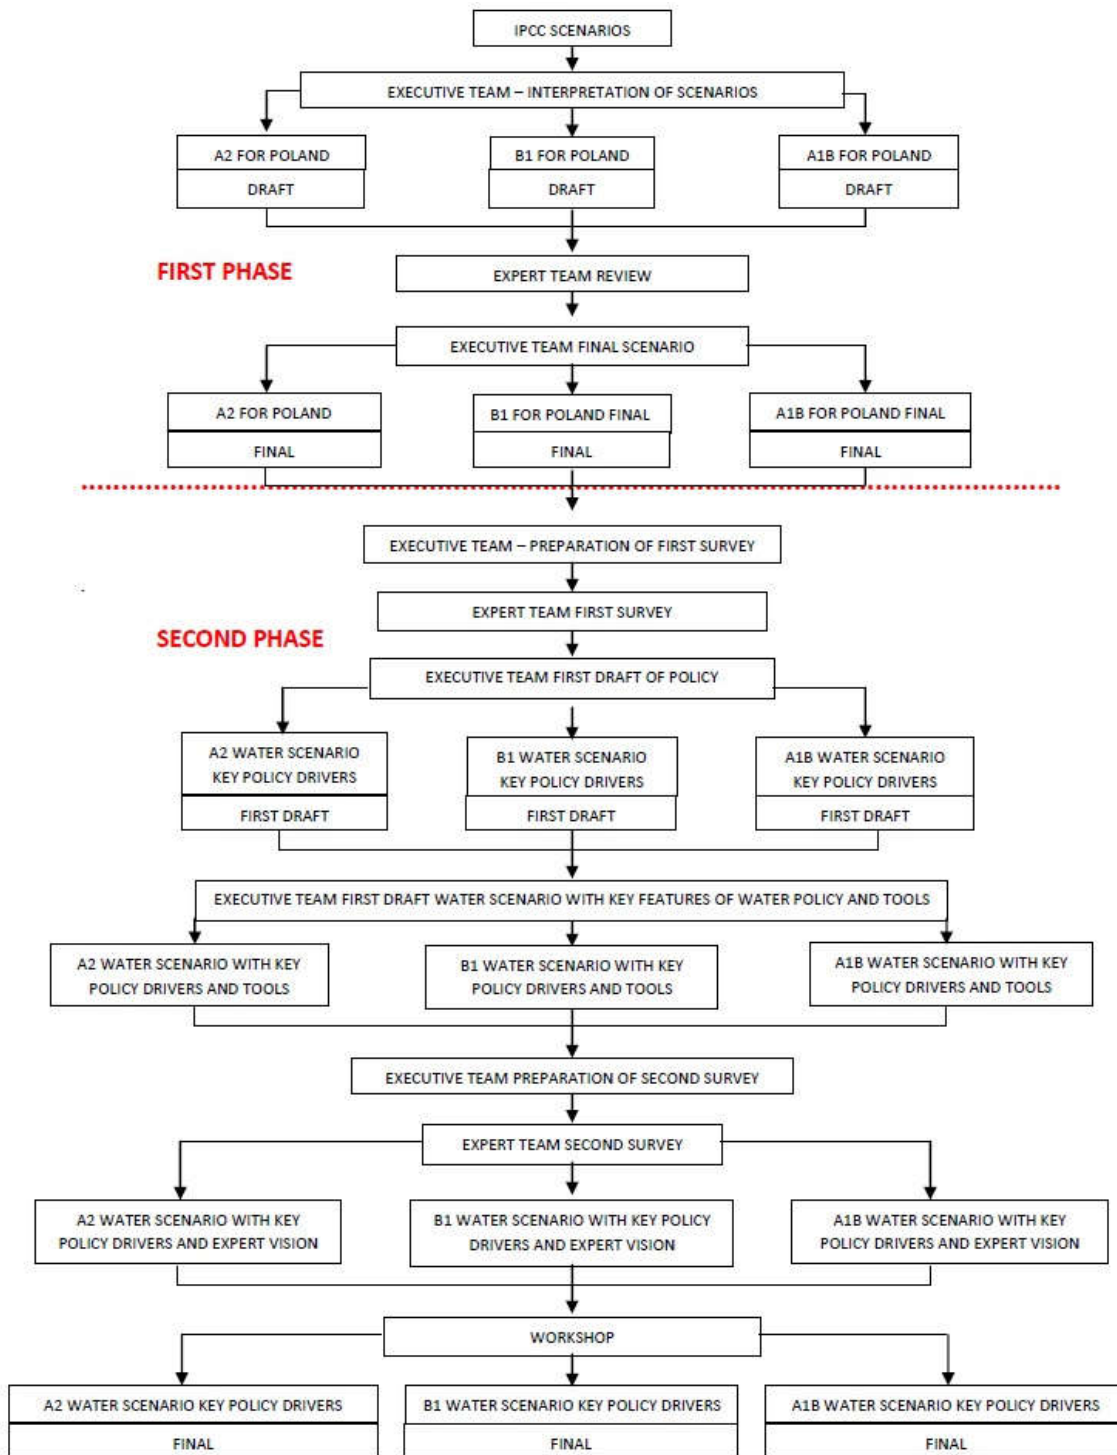 IPCC SCENARIOS
EXECUTIVE TEAM – INTERPRETATION OF SCENARIOS
A2 FOR POLAND
DRAFT
B1 FOR POLAND
DRAFT
A1B FOR POLAND
DRAFT
FIRST PHASE
EXPERT TEAM REVIEW
EXECUTIVE TEAM FINAL SCENARIO
A2 FOR POLAND
FINAL
B1 FOR POLAND FINAL
FINAL
A1B FOR POLAND FINAL
FINAL
EXECUTIVE TEAM – PREPARATION OF FIRST SURVEY
EXPERT TEAM FIRST SURVEY
SECOND PHASE
EXECUTIVE TEAM FIRST DRAFT OF POLICY
A2 WATER SCENARIO
KEY POLICY DRIVERS
FIRST DRAFT
B1 WATER SCENARIO
KEY POLICY DRIVERS
FIRST DRAFT
A1B WATER SCENARIO
KEY POLICY DRIVERS
FIRST DRAFT
EXECUTIVE TEAM FIRST DRAFT WATER SCENARIO WITH KEY FEATURES OF WATER POLICY AND TOOLS
A2 WATER SCENARIO WITH KEY
POLICY DRIVERS AND TOOLS
B1 WATER SCENARIO WITH KEY
POLICY DRIVERS AND TOOLS
A1B WATER SCENARIO WITH KEY
POLICY DRIVERS AND TOOLS
EXECUTIVE TEAM PREPARATION OF SECOND SURVEY
EXPERT TEAM SECOND SURVEY
A2 WATER SCENARIO WITH KEY
POLICY DRIVERS AND EXPERT VISION
B1 WATER SCENARIO WITH KEY POLICY
DRIVERS AND EXPERT VISION
A1B WATER SCENARIO WITH KEY
POLICY DRIVERS AND EXPERT VISION
WORKSHOP
A2 WATER SCENARIO KEY POLICY DRIVERS
FINAL
B1 WATER SCENARIO KEY POLICY DRIVERS
FINAL
A1B WATER SCENARIO KEY POLICY DRIVERS
FINAL